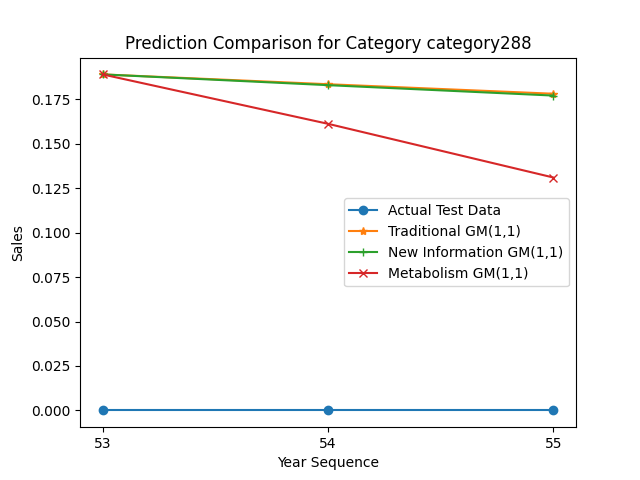 Prediction Comparison for Category category288
Sales
0.175
0.150
0.125
0.100
0.075
0.050
0.025
0.000
Actual Test Data
Traditional GM(1,1)
New Information GM(1,1)
Metabolism GM(1,1)
53
54
55
Year Sequence